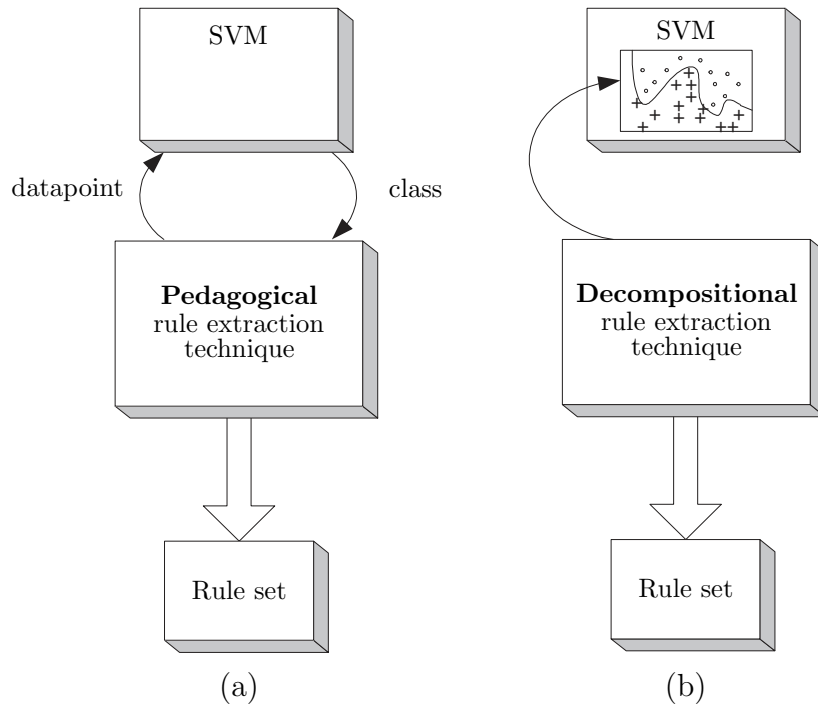 SVM
datapoint
class
Pedagogical
rule extraction
technique
Rule set
(a)
SVM
Decompositional
rule extraction
technique
Rule set
(b)